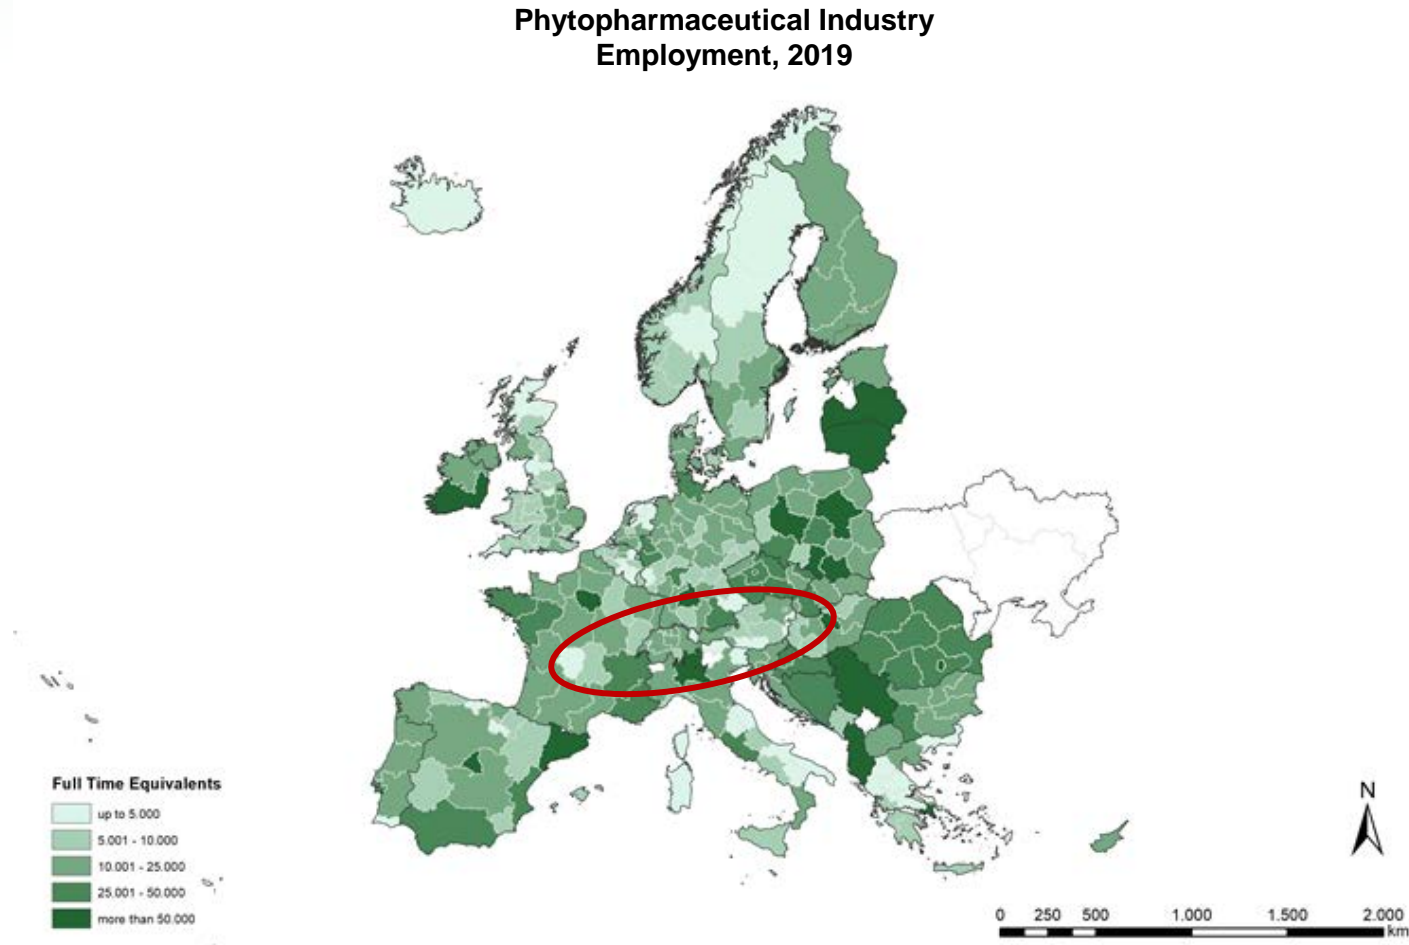 Phytopharmaceutical Industry
Employment, 2019
Full Time Equivalents
up to 5.000
5.001 - 10.000
10.001 - 25.000
25.001 - 50.000
more than 50.000
N
0 250 500 1.000 1.500 2.000
km